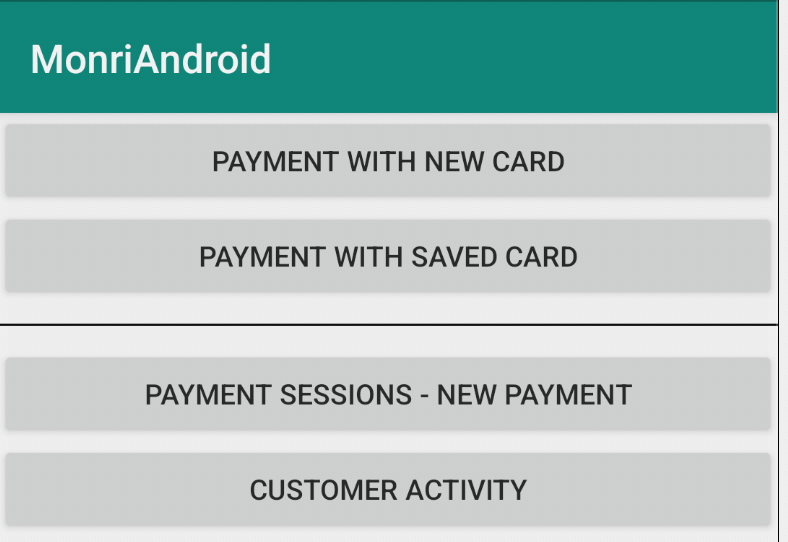 MonriAndroid
PAYMENT WITH NEW CARD
PAYMENT WITH SAVED CARD
PAYMENT SESSIONS - NEW PAYMENT
CUSTOMER ACTIVITY